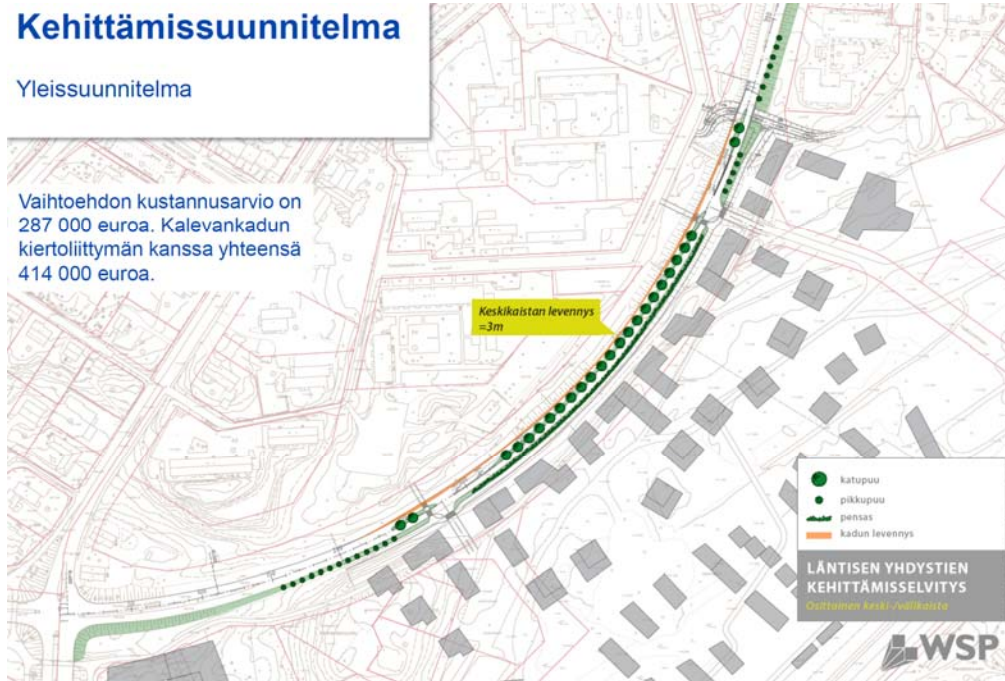 Kehittämissuunnitelma
Yleissuunnitelma
Vaihtoehdon kustannusarvio on
287 000 euroa. Kalevankadun
kiertoliittymän kanssa yhteensä
414 000 euroa.
Keskikaistan levennys
=3m
katupuu
pikkupuu
pensas
kadun levennys
LÄNTISEN YHDYSTIEN
KEHITTÄMISSELVITYS
Osittainen keski-/välikaista
WSP